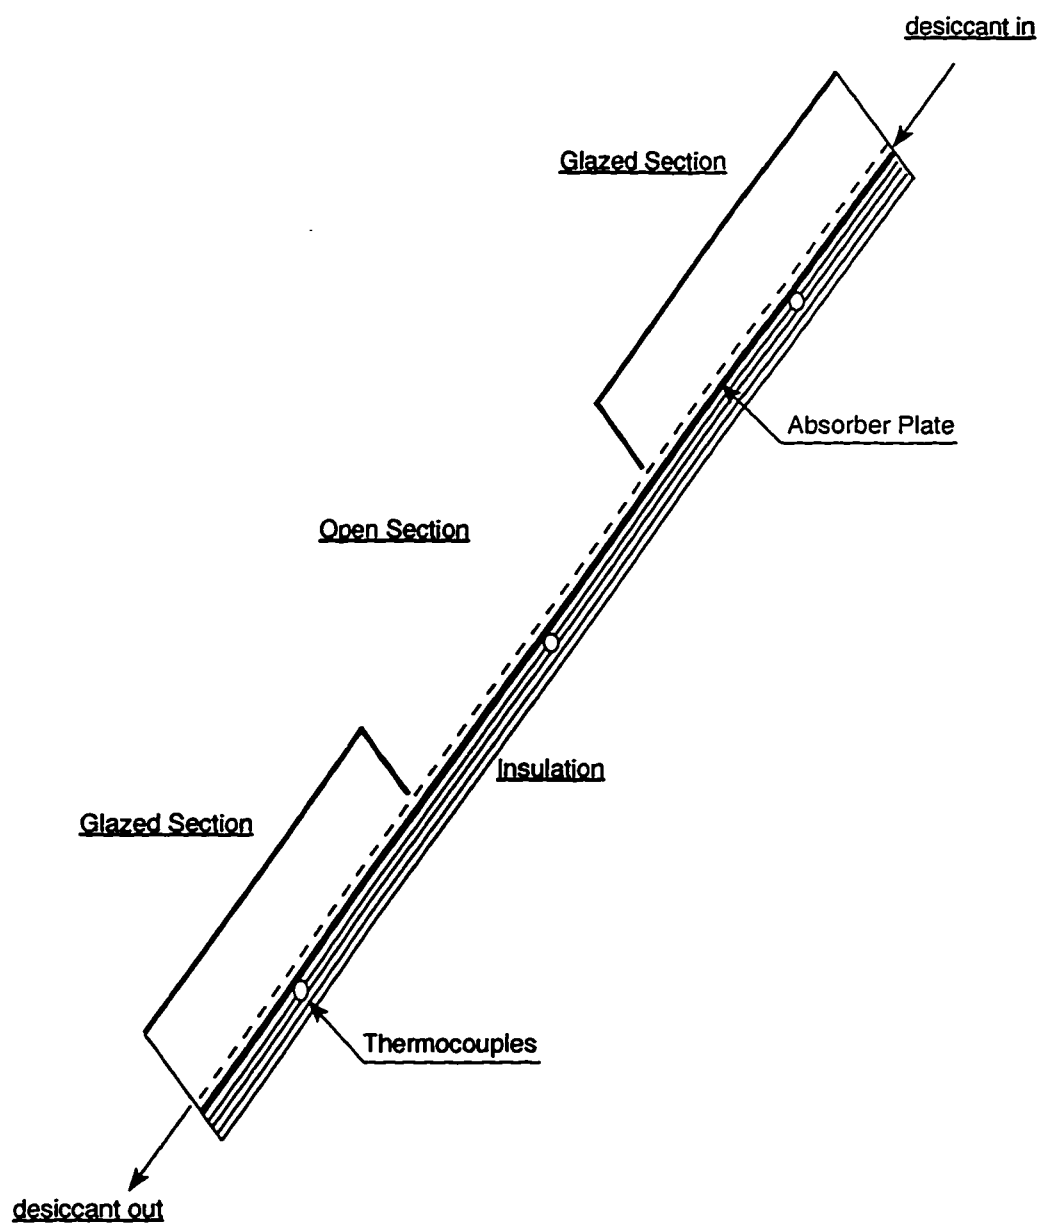 desiccant in
Glazed Section
Absorber Plate
Open Section
Insulation
Glazed Section
Thermocouples
desiccant out